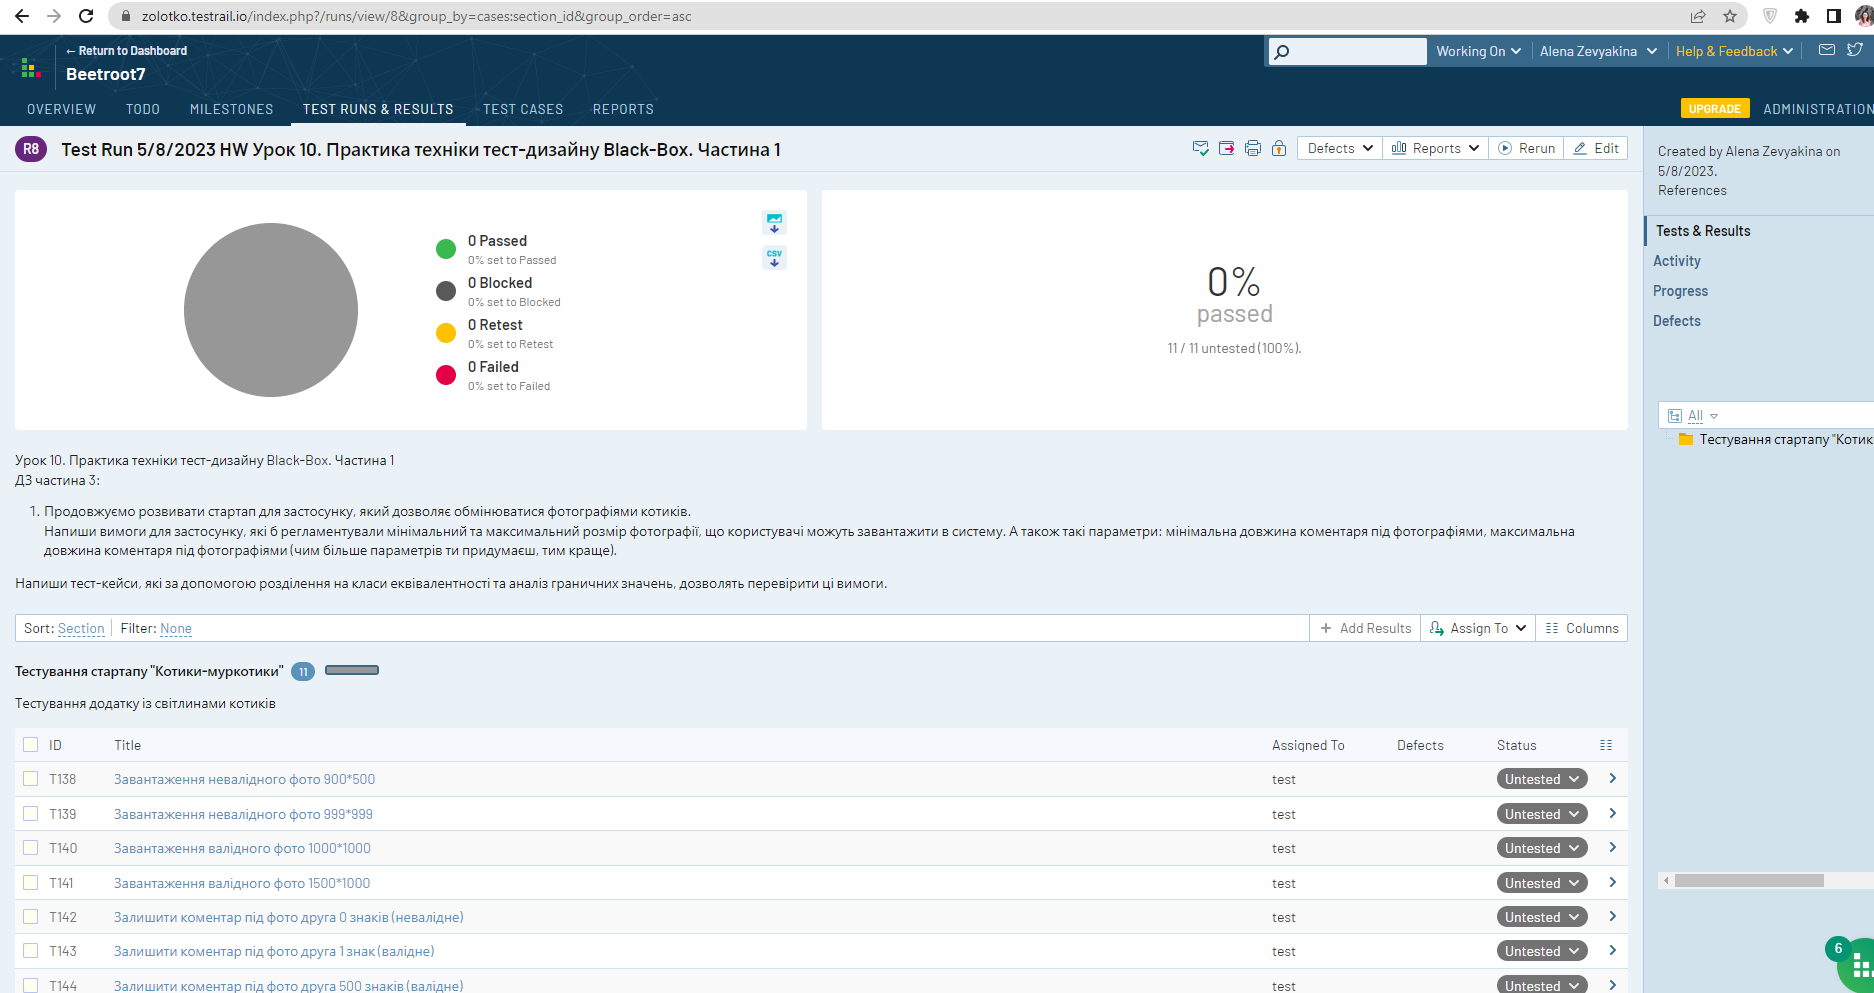 zolotko.testrail.io/index.php?/runs/view/8&group_by=cases:section_id&group_order=asc
← Return to Dashboard
Beetroot7
Working On
Alena Zevyakina
Help & Feedback
OVERVIEW
TODO
MILESTONES
TEST RUNS & RESULTS
TEST CASES
REPORTS
UPGRADE
ADMINISTRATION
R8
Test Run 5/8/2023 HW Урок 10. Практика техніки тест-дизайну Black-Box. Частина 1
Defects
Reports
Rerun
Edit
Created by Alena Zevyakina on
5/8/2023.
References
Tests & Results
Activity
Progress
Defects
All
Тестування стартапу "Котик
0 Passed
0% set to Passed
0 Blocked
0% set to Blocked
0 Retest
0% set to Retest
0 Failed
0% set to Failed
CSV
0%
passed
11 / 11 untested (100%).
Урок 10. Практика техніки тест-дизайну Black-Box. Частина 1
ДЗ частина 3:
1. Продовжуємо розвивати стартап для застосунку, який дозволяє обмінюватися фотографіями котиків.
Напиши вимоги для застосунку, які б регламентували мінімальний та максимальний розмір фотографії, що користувачі можуть завантажити в систему. А також такі параметри: мінімальна довжина коментаря під фотографіями, максимальна
довжина коментаря під фотографіями (чим більше параметрів ти придумаєш, тим краще).
Напиши тест-кейси, які за допомогою розділення на класи еквівалентності та аналіз граничних значень, дозволять перевірити ці вимоги.
Sort: Section
Filter: None
+ Add Results
Assign To
Columns
Тестування стартапу "Котики-муркотики" 11
Тестування додатку із світлинами котиків
ID Title Assigned To Defects Status
T138 Завантаження невалідного фото 900*500 test Untested
T139 Завантаження невалідного фото 999*999 test Untested
T140 Завантаження валідного фото 1000*1000 test Untested
T141 Завантаження валідного фото 1500*1000 test Untested
T142 Залишити коментар під фото друга 0 знаків (невалідне) test Untested
T143 Залишити коментар під фото друга 1 знак (валідне) test Untested
T144 Залишити коментар під фото друга 500 знаків (валідне) test Untested
6